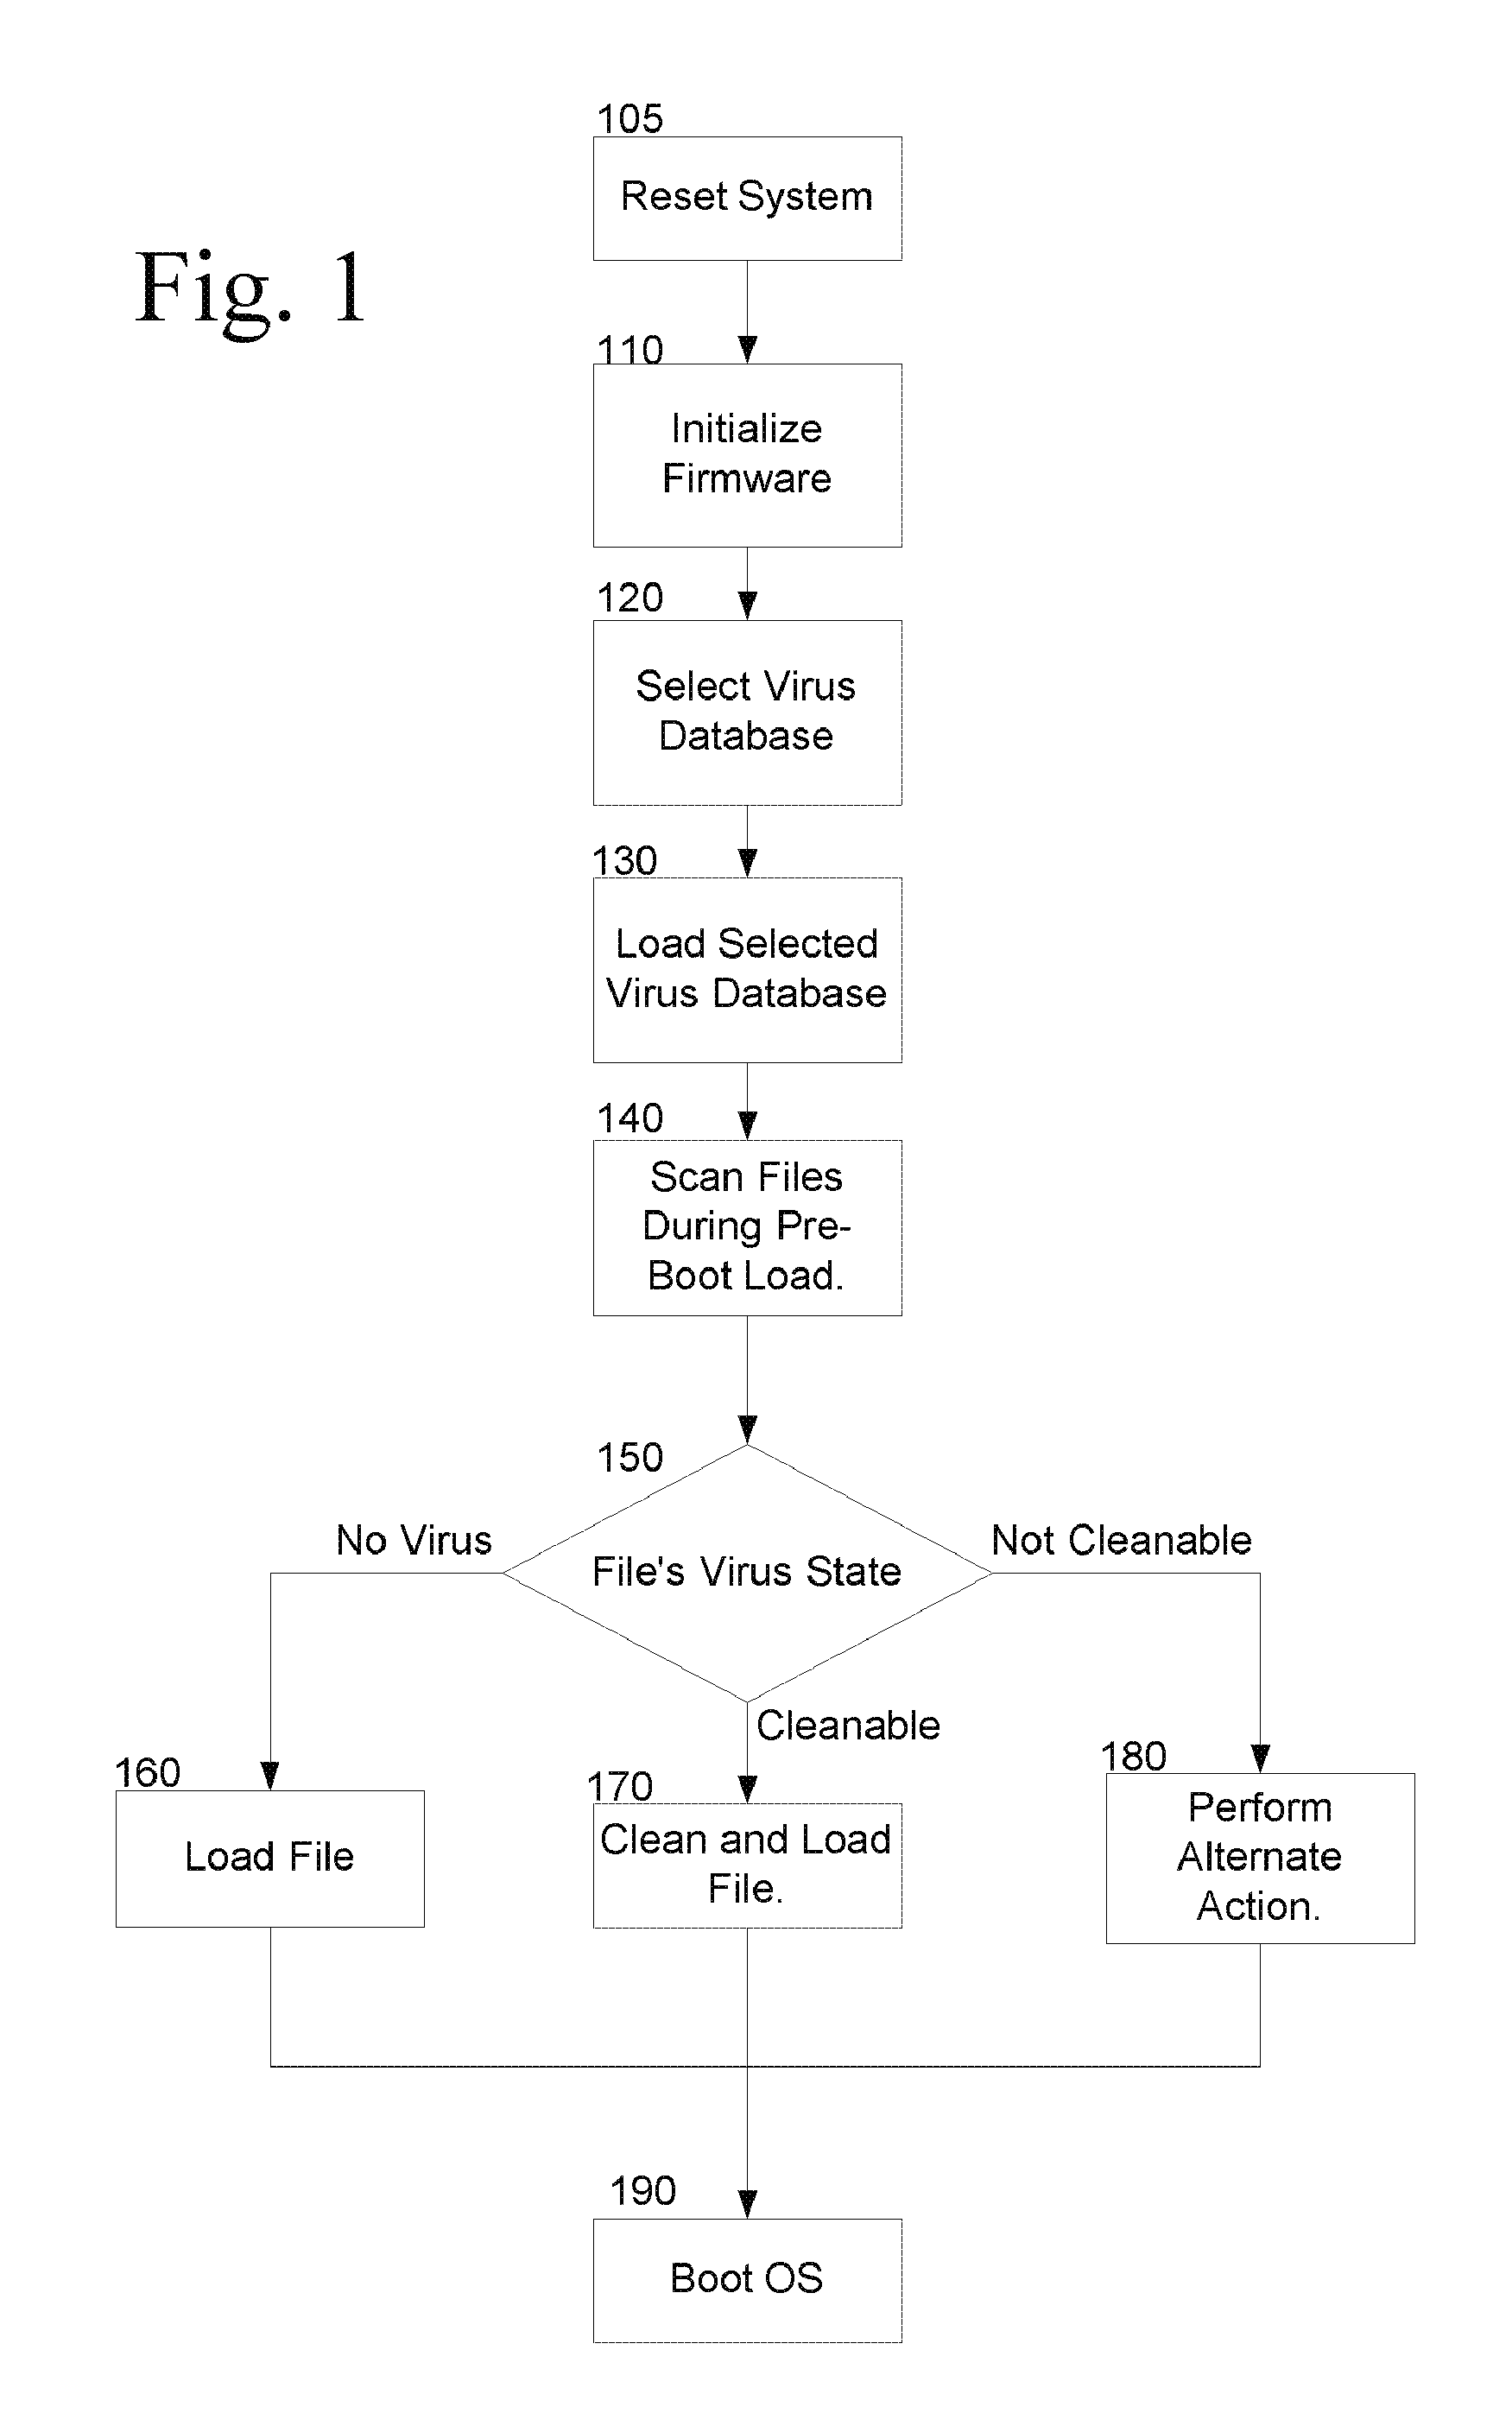 105
Reset System
Fig. 1
110
Initialize
Firmware
120
Select Virus
Database
130
Load Selected
Virus Database
140
Scan Files
During Pre-
Boot Load.
150
File's Virus State
No Virus
Not Cleanable
Cleanable
160
Load File
170
Clean and Load
File.
180
Perform
Alternate
Action.
190
Boot OS